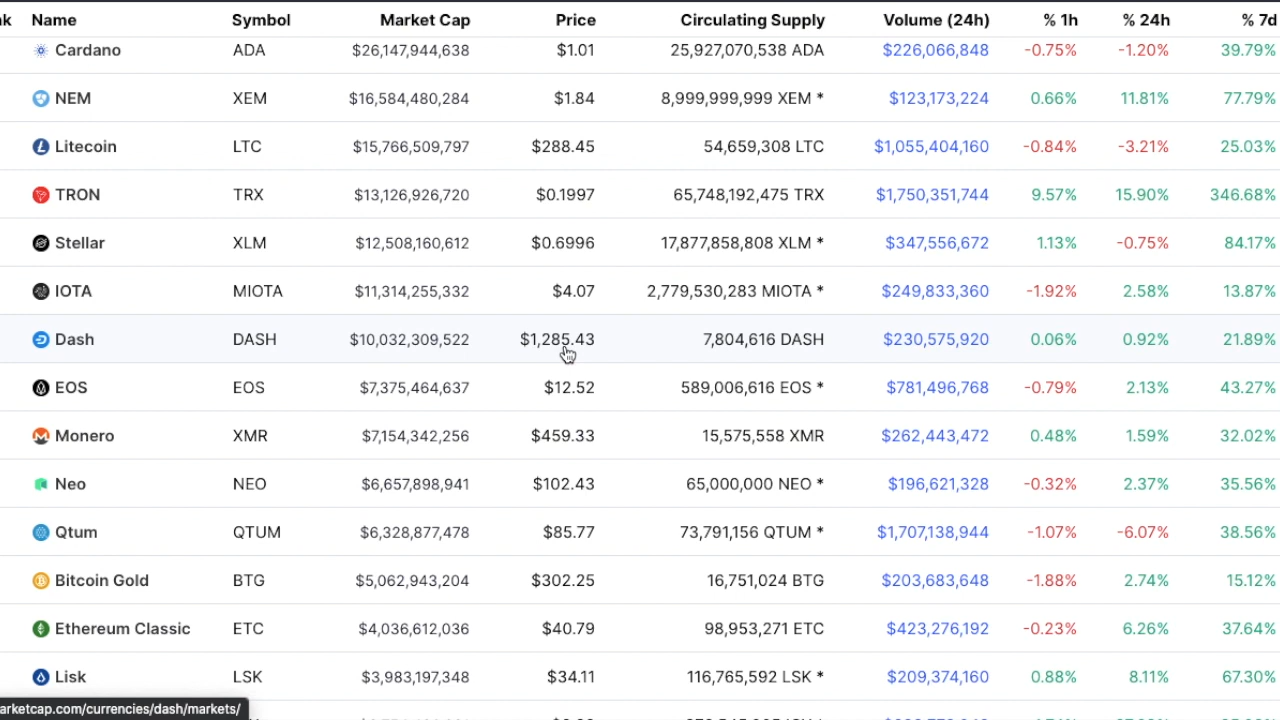 nk Name Symbol Market Cap Price Circulating Supply Volume (24h) % 1h % 24h % 7d
Cardano ADA $26,147,944,638 $1.01 25,927,070,538 ADA $226,066,848 -0.75% -1.20% 39.79%
NEM XEM $16,584,480,284 $1.84 8,999,999,999 XEM * $123,173,224 0.66% 11.81% 77.79%
Litecoin LTC $15,766,509,797 $288.45 54,659,308 LTC $1,055,404,160 -0.84% -3.21% 25.03%
TRON TRX $13,126,926,720 $0.1997 65,748,192,475 TRX $1,750,351,744 9.57% 15.90% 346.68%
Stellar XLM $12,508,160,612 $0.6996 17,877,858,808 XLM * $347,556,672 1.13% -0.75% 84.17%
IOTA MIOTA $11,314,255,332 $4.07 2,779,530,283 MIOTA * $249,833,360 -1.92% 2.58% 13.87%
Dash DASH $10,032,309,522 $1,285.43 7,804,616 DASH $230,575,920 0.06% 0.92% 21.89%
EOS EOS $7,375,464,637 $12.52 589,006,616 EOS * $781,496,768 -0.79% 2.13% 43.27%
Monero XMR $7,154,342,256 $459.33 15,575,558 XMR $262,443,472 0.48% 1.59% 32.02%
Neo NEO $6,657,898,941 $102.43 65,000,000 NEO * $196,621,328 -0.32% 2.37% 35.56%
Qtum QTUM $6,328,877,478 $85.77 73,791,156 QTUM * $1,707,138,944 -1.07% -6.07% 38.56%
Bitcoin Gold BTG $5,062,943,204 $302.25 16,751,024 BTG $203,683,648 -1.88% 2.74% 15.12%
Ethereum Classic ETC $4,036,612,036 $40.79 98,953,271 ETC $423,276,192 -0.23% 6.26% 37.64%
Lisk LSK $3,983,197,348 $34.11 116,765,592 LSK * $209,374,160 0.88% 8.11% 67.30%
arketcap.com/currencies/dash/markets/